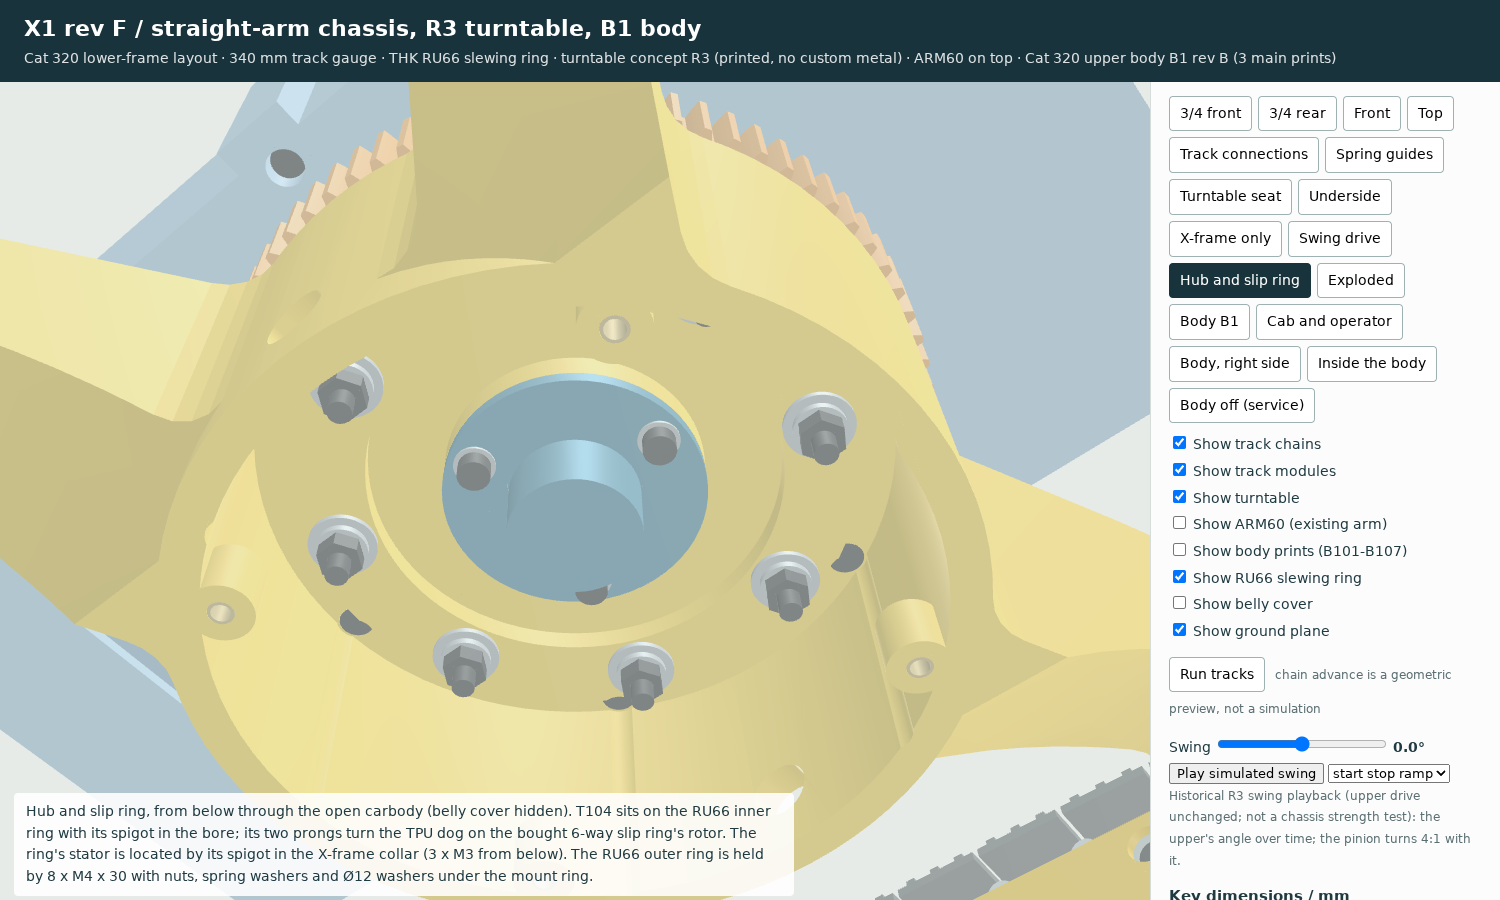 X1 rev F / straight-arm chassis, R3 turntable, B1 body
Cat 320 lower-frame layout · 340 mm track gauge · THK RU66 slewing ring · turntable concept R3 (printed, no custom metal) · ARM60 on top · Cat 320 upper body B1 rev B (3 main prints)
3/4 front
3/4 rear
Front
Top
Track connections
Spring guides
Turntable seat
Underside
X-frame only
Swing drive
Hub and slip ring
Exploded
Body B1
Cab and operator
Body, right side
Inside the body
Body off (service)
Show track chains
Show track modules
Show turntable
Show ARM60 (existing arm)
Show body prints (B101-B107)
Show RU66 slewing ring
Show belly cover
Show ground plane
Run tracks
chain advance is a geometric
preview, not a simulation
Swing
0.0°
Play simulated swing
start stop ramp
Historical R3 swing playback (upper drive
unchanged; not a chassis strength test): the
upper's angle over time; the pinion turns 4:1 with
it.
Key dimensions / mm
Hub and slip ring, from below through the open carbody (belly cover hidden). T104 sits on the RU66 inner
ring with its spigot in the bore; its two prongs turn the TPU dog on the bought 6-way slip ring's rotor. The
ring's stator is located by its spigot in the X-frame collar (3 x M3 from below). The RU66 outer ring is held
by 8 x M4 x 30 with nuts, spring washers and Ø12 washers under the mount ring.